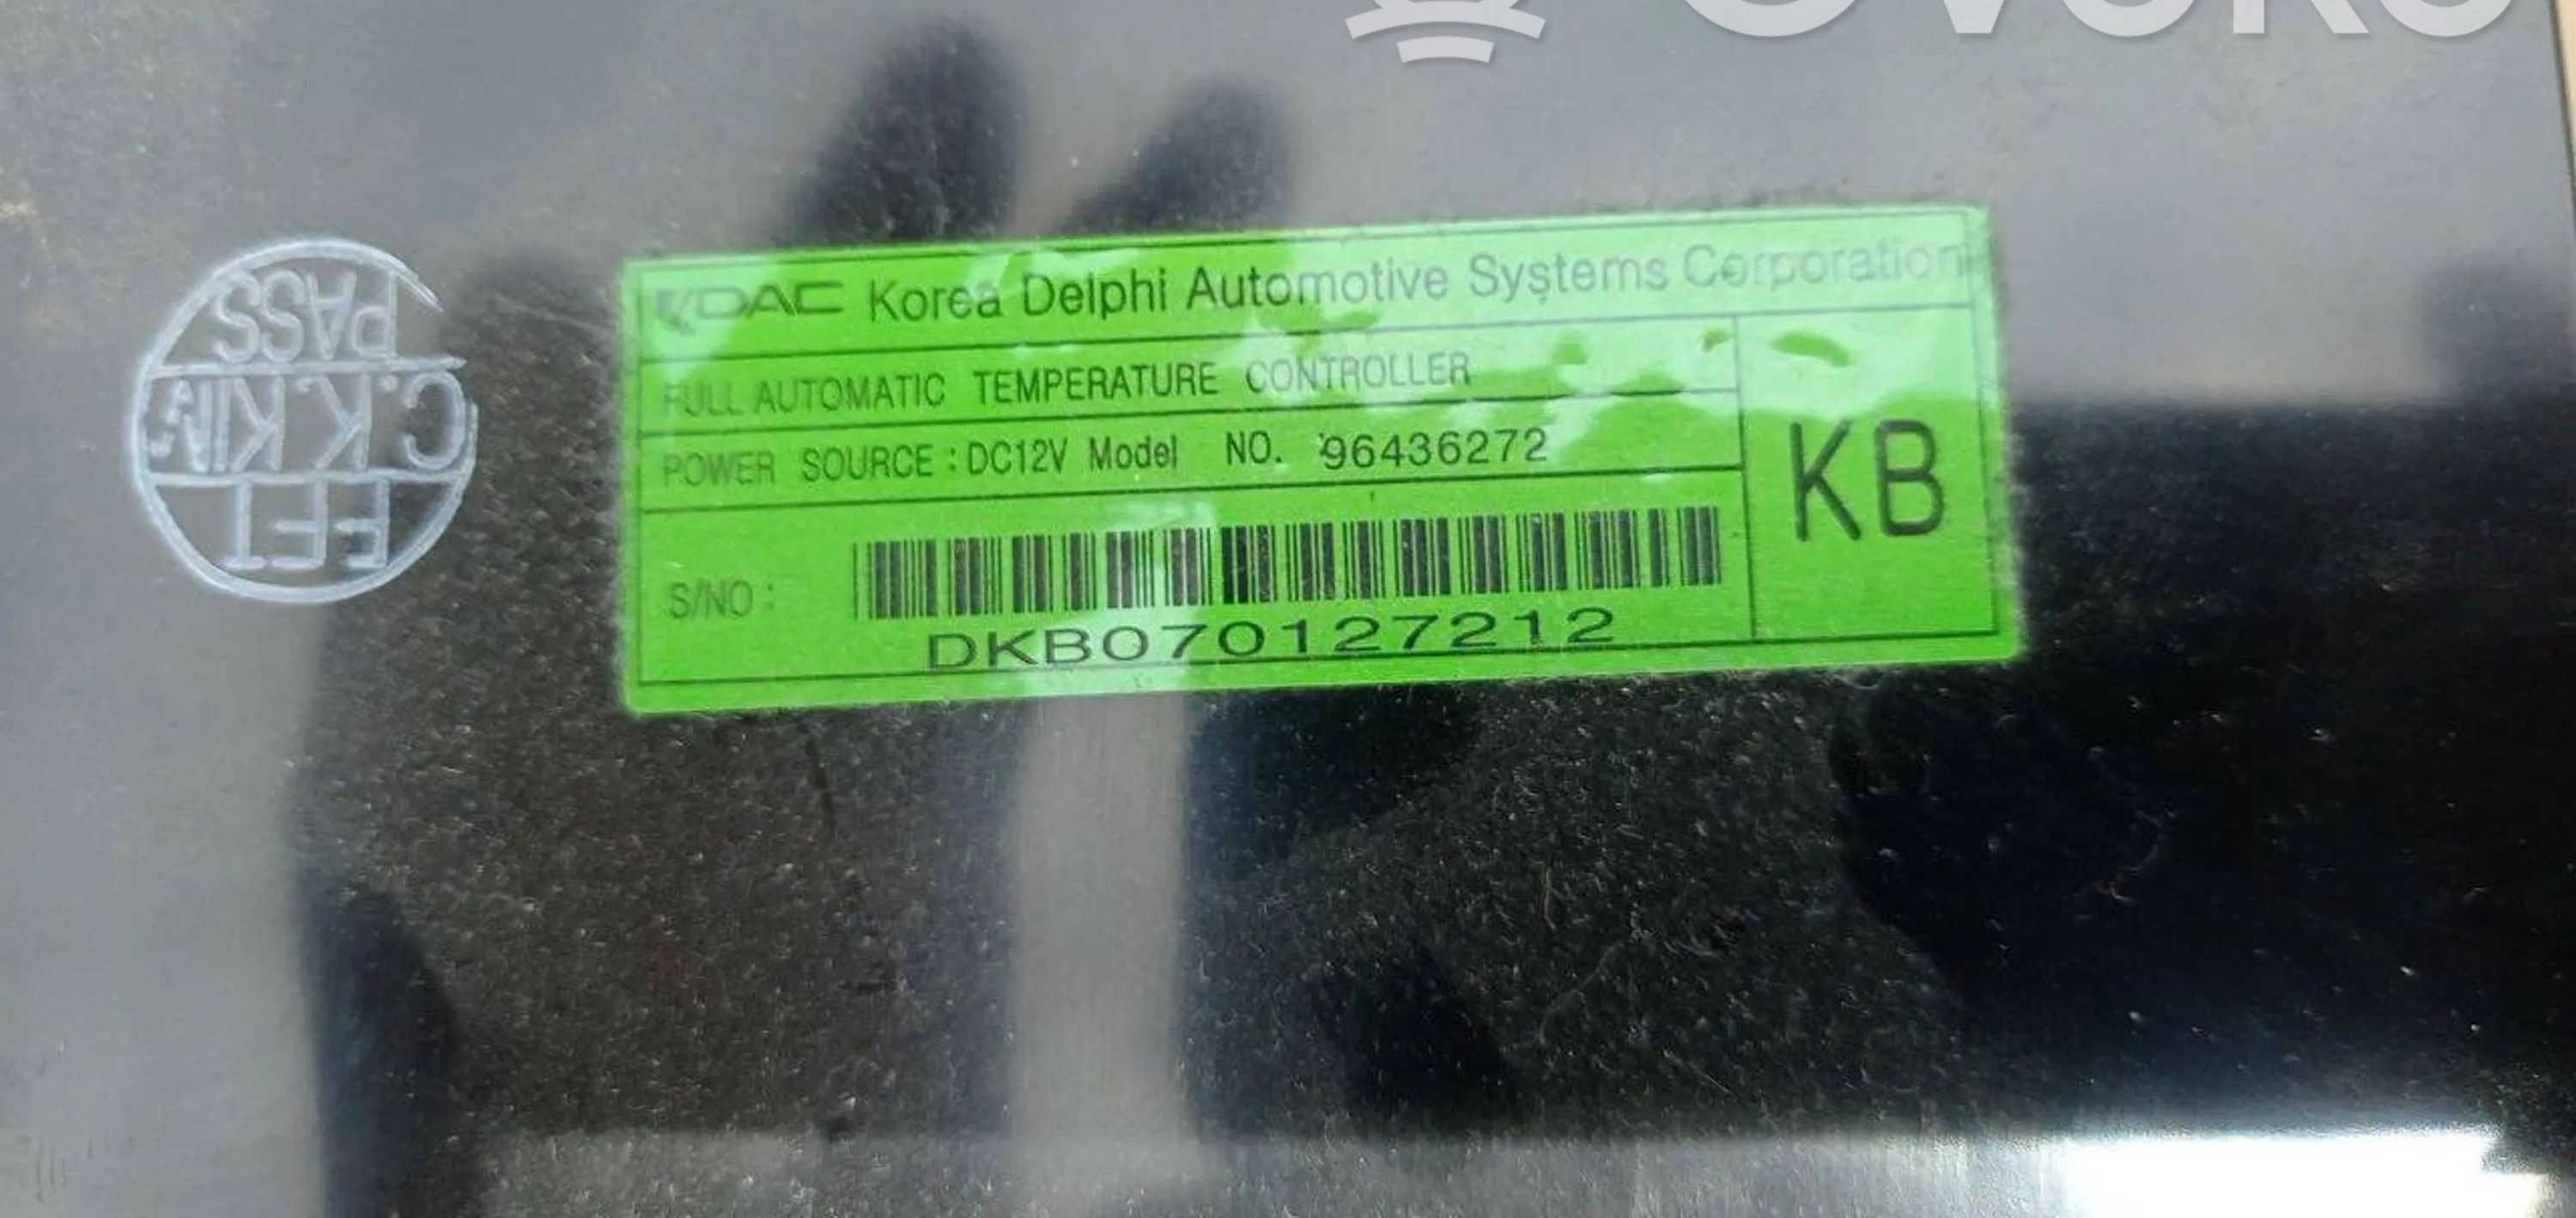 KDAC Korea Delphi Automotive Systems Corporation
FULL AUTOMATIC TEMPERATURE CONTROLLER
POWER SOURCE : DC12V Model NO. 96436272
KB
S/NO :
DKB070127212
EFT
C.K.KIM
PASS